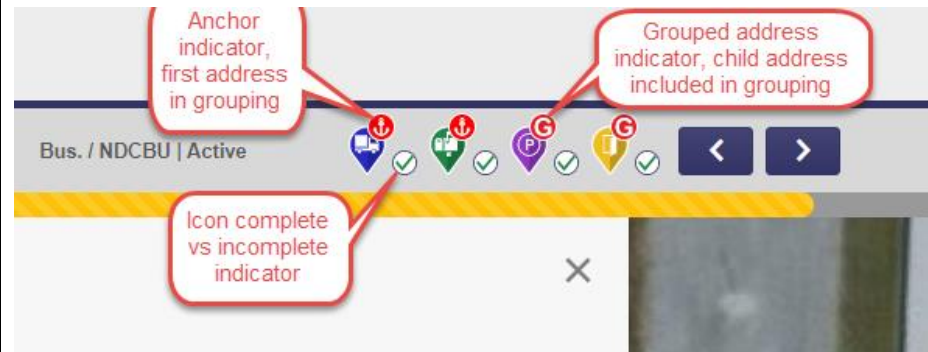 Anchor
indicator,
first address
in grouping
Grouped address
indicator, child address
included in grouping
Bus. / NDCBU | Active
G
G
P
Icon complete
vs incomplete
indicator